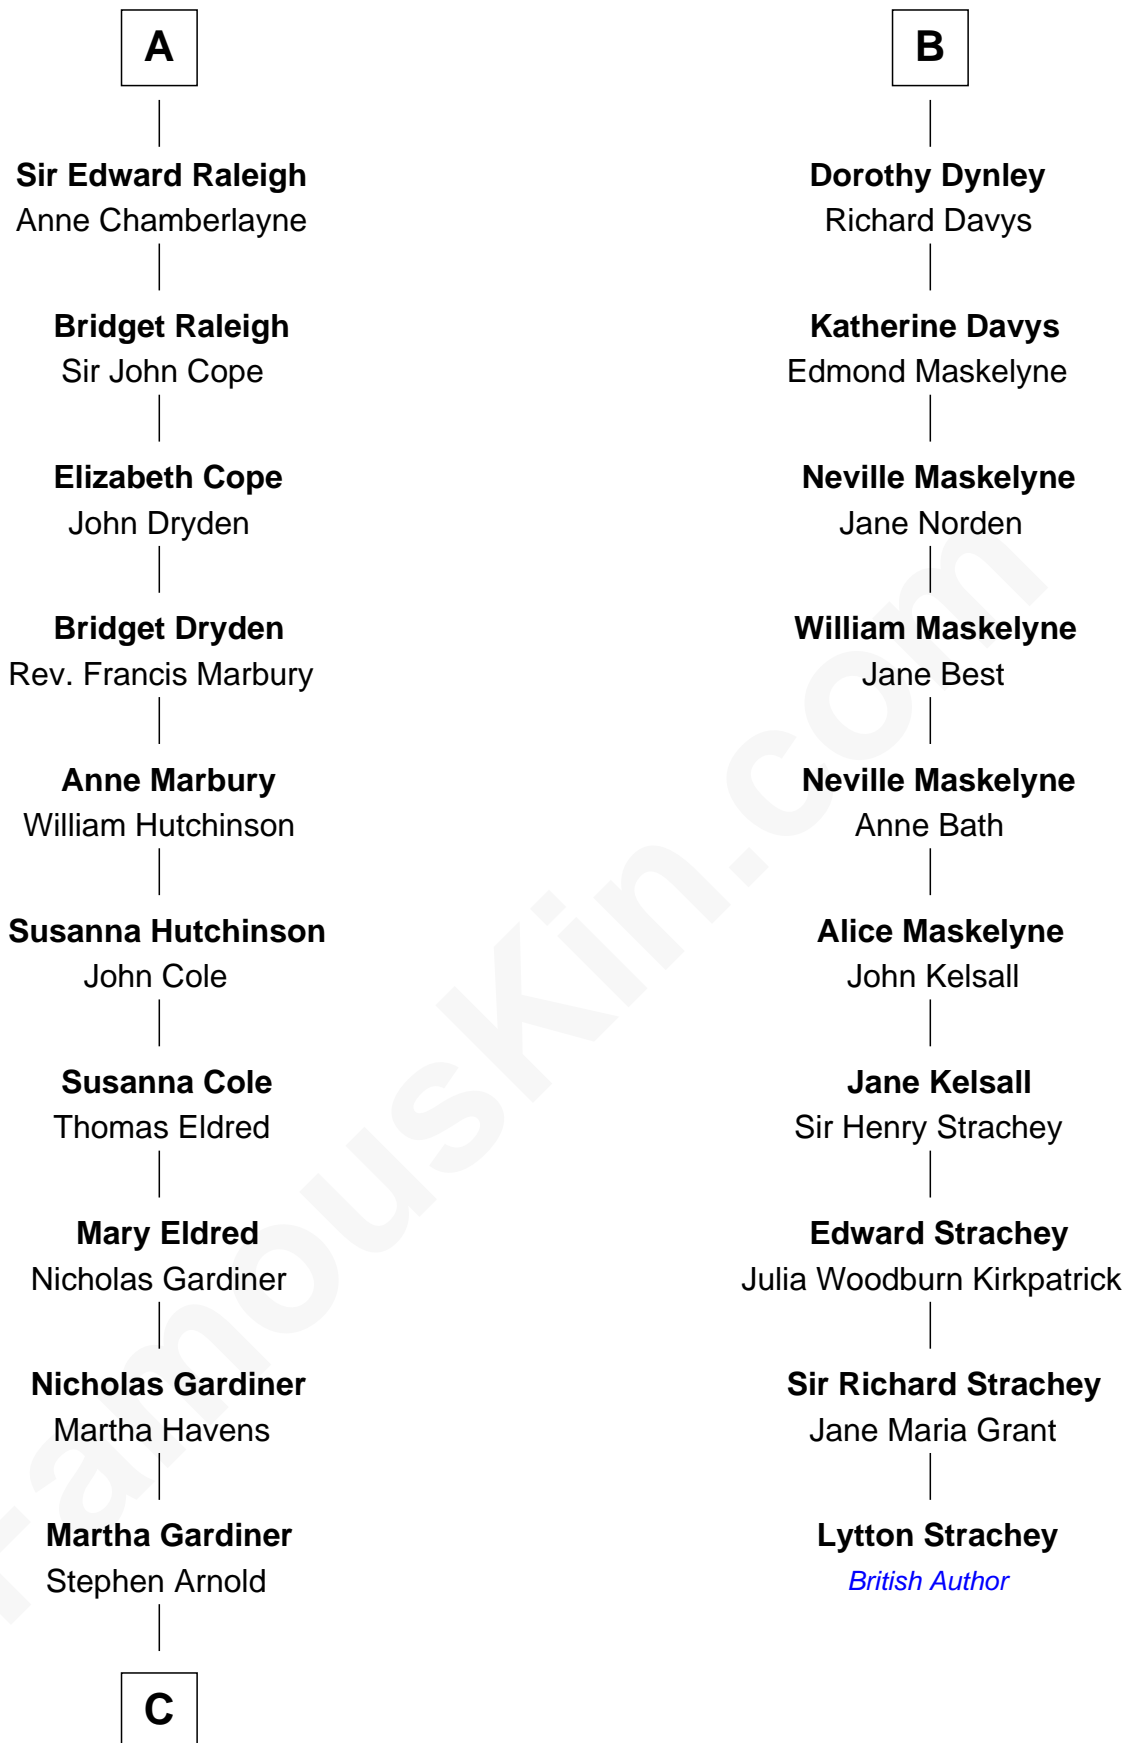 A
Sir Edward Raleigh
Anne Chamberlayne
Bridget Raleigh
Sir John Cope
Elizabeth Cope
John Dryden
Bridget Dryden
Rev. Francis Marbury
Anne Marbury
William Hutchinson
Susanna Hutchinson
John Cole
Susanna Cole
Thomas Eldred
Mary Eldred
Nicholas Gardiner
Nicholas Gardiner
Martha Havens
Martha Gardiner
Stephen Arnold
C
B
Dorothy Dynley
Richard Davys
Katherine Davys
Edmond Maskelyne
Neville Maskelyne
Jane Norden
William Maskelyne
Jane Best
Neville Maskelyne
Anne Bath
Alice Maskelyne
John Kelsall
Jane Kelsall
Sir Henry Strachey
Edward Strachey
Julia Woodburn Kirkpatrick
Sir Richard Strachey
Jane Maria Grant
Lytton Strachey
British Author
FamousKin.com